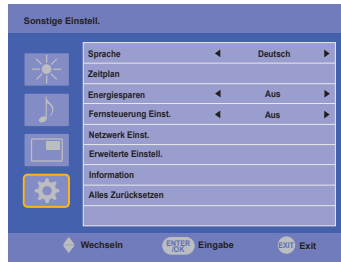 Sonstige Einstell.
Sprache Deutsch
Zeitplan
Energiesparen Aus
Fernsteuerung Einst. Aus
Netzwerk Einst.
Erweiterte Einstell.
Information
Alles Zurücksetzen
Wechseln ENTER/OK Eingabe EXIT Exit